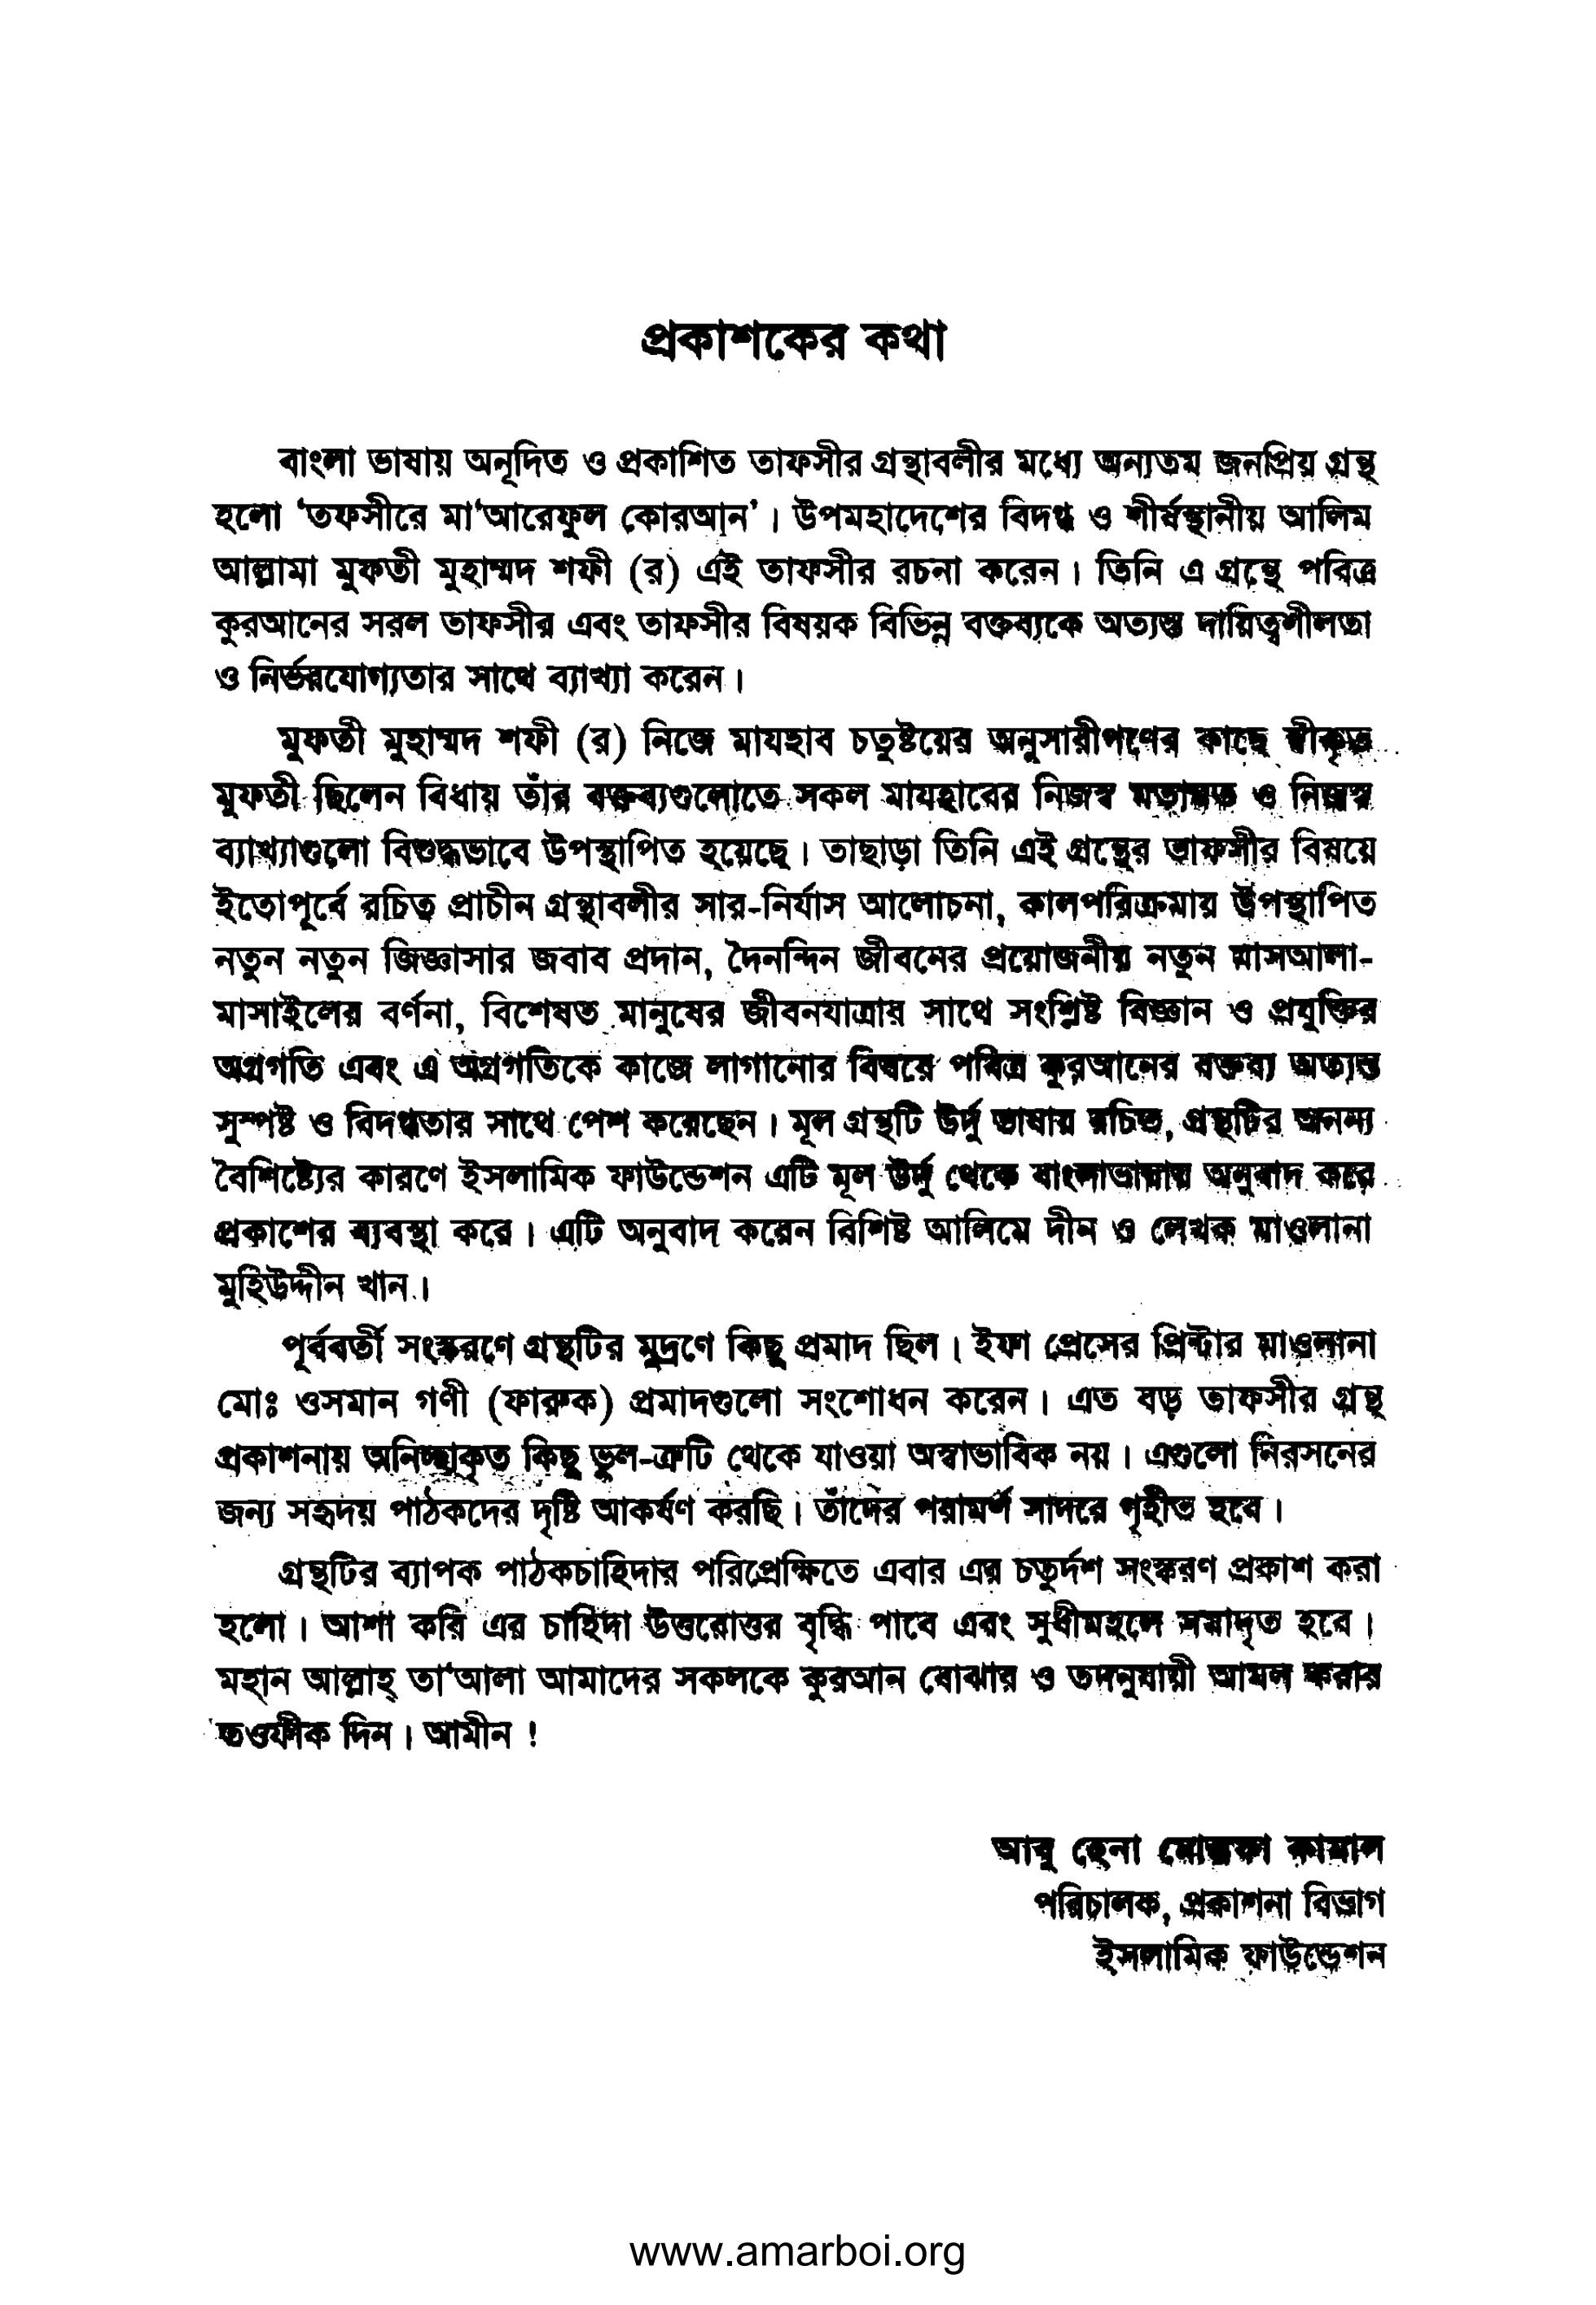 প্রকাশকের কথা
বাংলা ভাষায় অনূদিত ও প্রকাশিত তাফসীর গ্রন্থাবলীর মধ্যে অন্যতম জনপ্রিয় গ্রন্থ
হলো ‘তফসীরে মা‘আরেফুল কোরআন’। উপমহাদেশের বিদগ্ধ ও শীর্ষস্থানীয় আলিম
আল্লামা মুফতী মুহাম্মদ শফী (র) এই তাফসীর রচনা করেন। তিনি এ গ্রন্থে পবিত্র
কুরআনের সরল তাফসীর এবং তাফসীর বিষয়ক বিভিন্ন বক্তব্যকে অত্যন্ত দায়িত্বশীলতা
ও নির্ভরযোগ্যতার সাথে ব্যাখ্যা করেন।
মুফতী মুহাম্মদ শফী (র) নিজে মাযহাব চতুষ্টয়ের অনুসারীগণের কাছে স্বীকৃত
মুফতী ছিলেন বিধায় তাঁর বক্তব্যগুলোতে সকল মাযহাবের নিজস্ব মতামত ও নিজস্ব
ব্যাখ্যাগুলো বিশুদ্ধভাবে উপস্থাপিত হয়েছে। তাছাড়া তিনি এই গ্রন্থের তাফসীর বিষয়ে
ইতোপূর্বে রচিত প্রাচীন গ্রন্থাবলীর সার-নির্যাস আলোচনা, কালপরিক্রমায় উপস্থাপিত
নতুন নতুন জিজ্ঞাসার জবাব প্রদান, দৈনন্দিন জীবনের প্রয়োজনীয় নতুন মাসআলা-
মাসাইলের বর্ণনা, বিশেষত মানুষের জীবনযাত্রার সাথে সংশ্লিষ্ট বিজ্ঞান ও প্রযুক্তির
অগ্রগতি এবং এ অগ্রগতিকে কাজে লাগানোর বিষয়ে পবিত্র কুরআনের বক্তব্য অত্যন্ত
সুস্পষ্ট ও বিদগ্ধতার সাথে পেশ করেছেন। মূল গ্রন্থটি উর্দু ভাষায় রচিত, গ্রন্থটির অনন্য
বৈশিষ্ট্যের কারণে ইসলামিক ফাউন্ডেশন এটি মূল উর্দু থেকে বাংলাভাষায় অনুবাদ করে
প্রকাশের ব্যবস্থা করে। এটি অনুবাদ করেন বিশিষ্ট আলিমে দীন ও লেখক মাওলানা
মুহিউদ্দীন খান।
পূর্ববর্তী সংস্করণে গ্রন্থটির মুদ্রণে কিছু প্রমাদ ছিল। ইফা প্রেসের প্রিন্টার মাওলানা
মোঃ ওসমান গণী (ফারুক) প্রমাদগুলো সংশোধন করেন। এত বড় তাফসীর গ্রন্থ
প্রকাশনায় অনিচ্ছাকৃত কিছু ভুল-ত্রুটি থেকে যাওয়া অস্বাভাবিক নয়। এগুলো নিরসনের
জন্য সহৃদয় পাঠকদের দৃষ্টি আকর্ষণ করছি। তাঁদের পরামর্শ সাদরে গৃহীত হবে।
গ্রন্থটির ব্যাপক পাঠকচাহিদার পরিপ্রেক্ষিতে এবার এর চতুর্দশ সংস্করণ প্রকাশ করা
হলো। আশা করি এর চাহিদা উত্তরোত্তর বৃদ্ধি পাবে এবং সুধীমহলে সমাদৃত হবে।
মহান আল্লাহ্ তা‘আলা আমাদের সকলকে কুরআন বোঝার ও তদনুযায়ী আমল করার
তওফীক দিন। আমীন !
আবু হেনা মোস্তফা কামাল
পরিচালক, প্রকাশনা বিভাগ
ইসলামিক ফাউন্ডেশন
www.amarboi.org